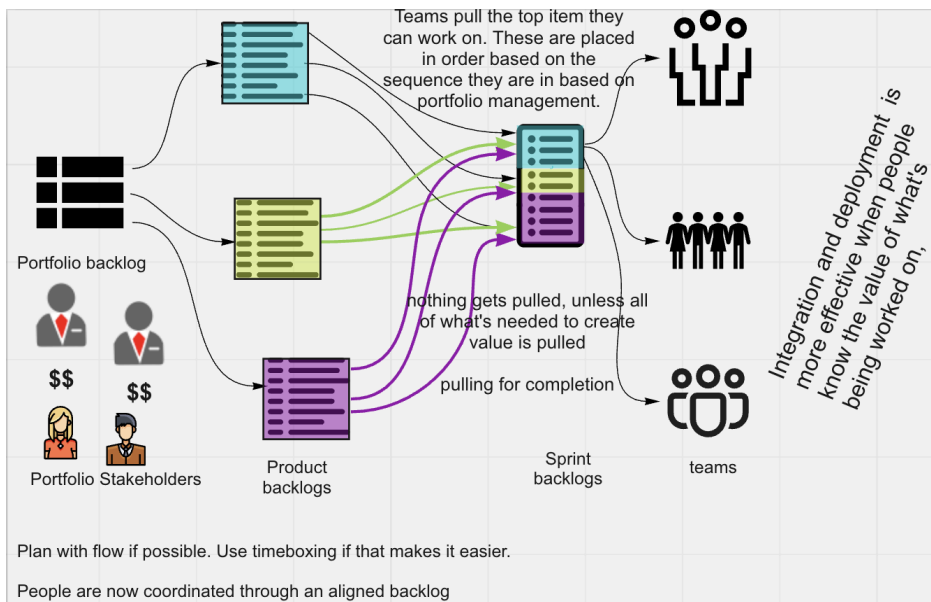 Teams pull the top item they
can work on. These are placed
in order based on the
sequence they are in based on
portfolio management.
Portfolio backlog
$$
$$
Portfolio Stakeholders
nothing gets pulled, unless all
of what's needed to create
value is pulled
pulling for completion
Product
backlogs
Sprint
backlogs
teams
Integration and deployment is
more effective when people
know the value of what's
being worked on,
Plan with flow if possible. Use timeboxing if that makes it easier.
People are now coordinated through an aligned backlog